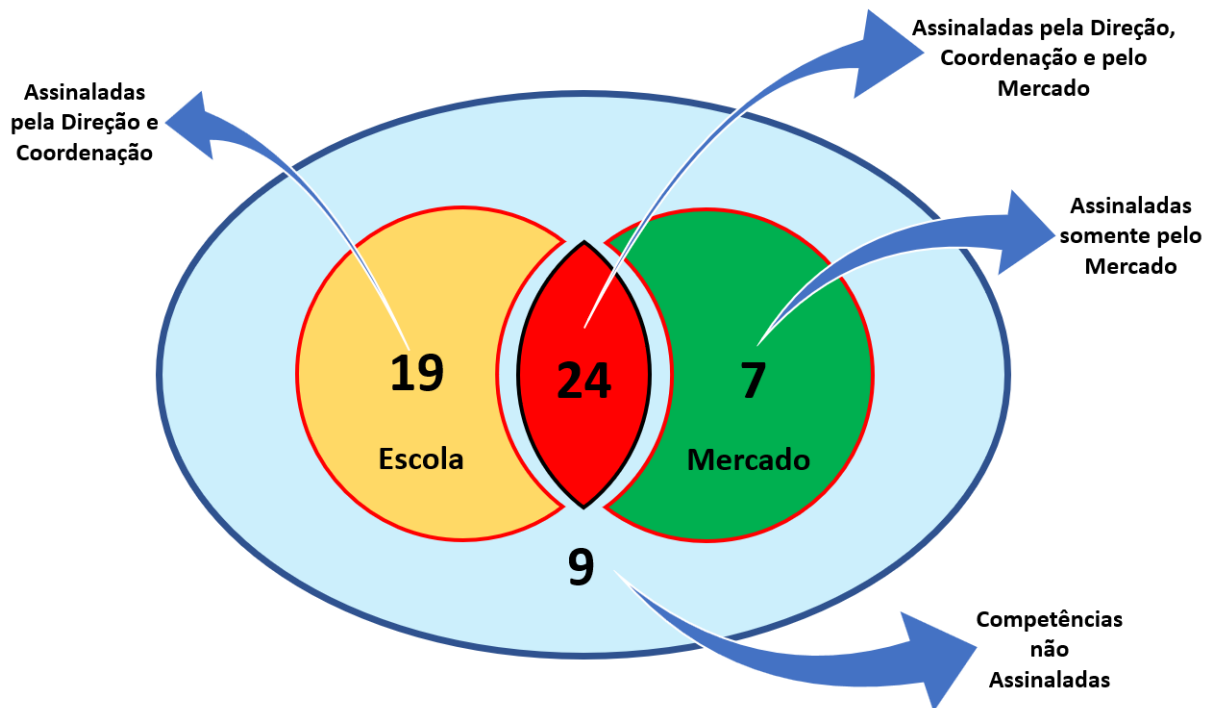 Assinaladas pela Direção,
Coordenação e pelo
Mercado
Assinaladas
pela Direção e
Coordenação
Assinaladas
somente pelo
Mercado
19
24
7
Escola
Mercado
9
Competências
não
Assinaladas